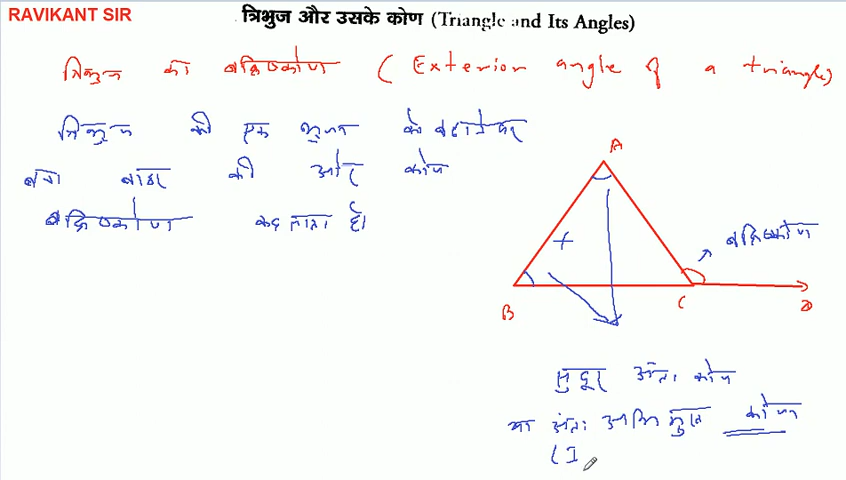 RAVIKANT SIR
त्रिभुज और उसके कोण (Triangle and Its Angles)
त्रिभुज का बहिष्कोण (Exterior angle of a triangle)
त्रिभुज की एक भुजा को बढ़ाने पर
बना बाहर की ओर कोण
बहिष्कोण कहलाता है।
A
बहिष्कोण
B
C
D
सुदूर अंतः कोण
या अंतः अभिमुख कोण
(I